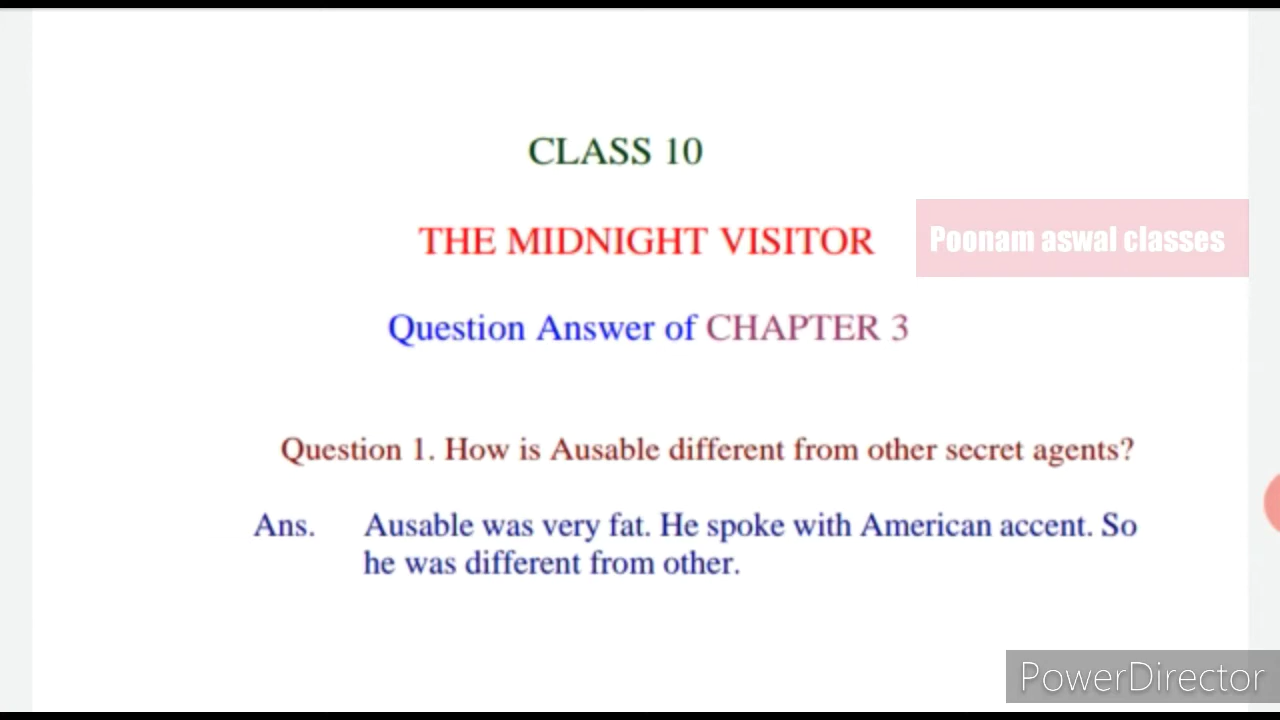 CLASS 10
THE MIDNIGHT VISITOR
Poonam aswal classes
Question Answer of CHAPTER 3
Question 1. How is Ausable different from other secret agents?
Ans. Ausable was very fat. He spoke with American accent. So
he was different from other.
PowerDirector